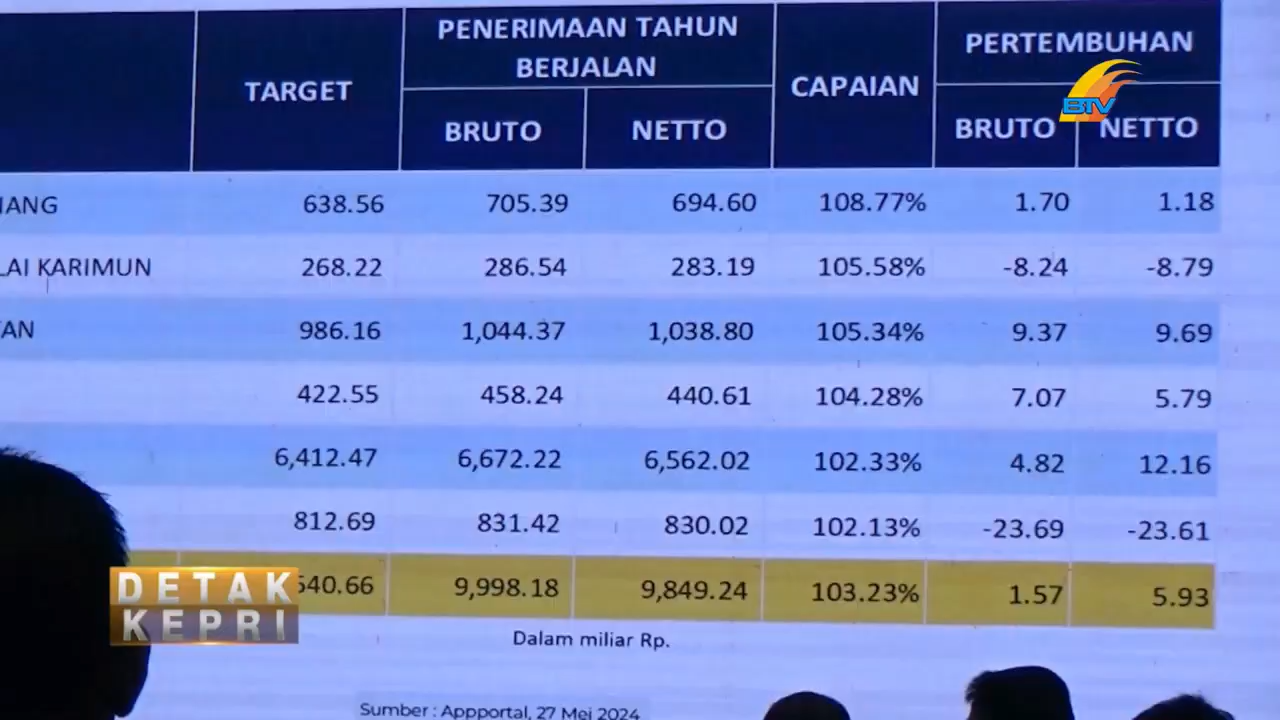 TARGET
PENERIMAAN TAHUN
BERJALAN
BRUTO
NETTO
CAPAIAN
PERTEMBUHAN
BRUTO
NETTO
BTV
NANG 638.56 705.39 694.60 108.77% 1.70 1.18
LAI KARIMUN 268.22 286.54 283.19 105.58% -8.24 -8.79
TAN 986.16 1,044.37 1,038.80 105.34% 9.37 9.69
422.55 458.24 440.61 104.28% 7.07 5.79
6,412.47 6,672.22 6,562.02 102.33% 4.82 12.16
812.69 831.42 830.02 102.13% -23.69 -23.61
540.66 9,998.18 9,849.24 103.23% 1.57 5.93
DETAK
KEPRI
Dalam miliar Rp.
Sumber : Appportal, 27 Mei 2024